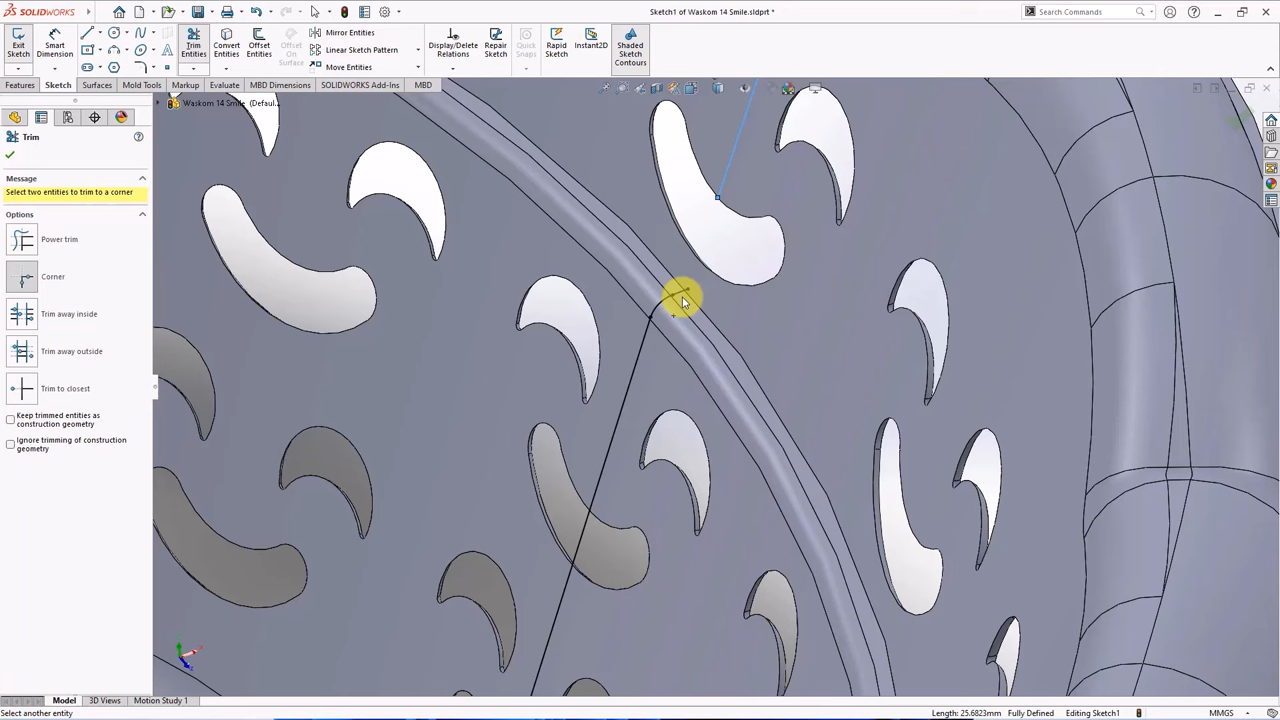 SOLIDWORKS
Sketch1 of Waskom 14 Smile.sldprt *
Search Commands
Exit Sketch
Smart Dimension
Trim Entities
Convert Entities
Offset Entities
Offset On Surface
Mirror Entities
Linear Sketch Pattern
Move Entities
Display/Delete Relations
Repair Sketch
Quick Snaps
Rapid Sketch
Instant2D
Shaded Sketch Contours
Features
Sketch
Surfaces
Mold Tools
Markup
Evaluate
MBD Dimensions
SOLIDWORKS Add-Ins
MBD
Waskom 14 Smile (Defaul...
Trim
Message
Select two entities to trim to a corner
Options
Power trim
Corner
Trim away inside
Trim away outside
Trim to closest
Keep trimmed entities as
construction geometry
Ignore trimming of construction
geometry
Model
3D Views
Motion Study 1
Select another entity
Length: 25.6823mm
Fully Defined
Editing Sketch1
MMGS